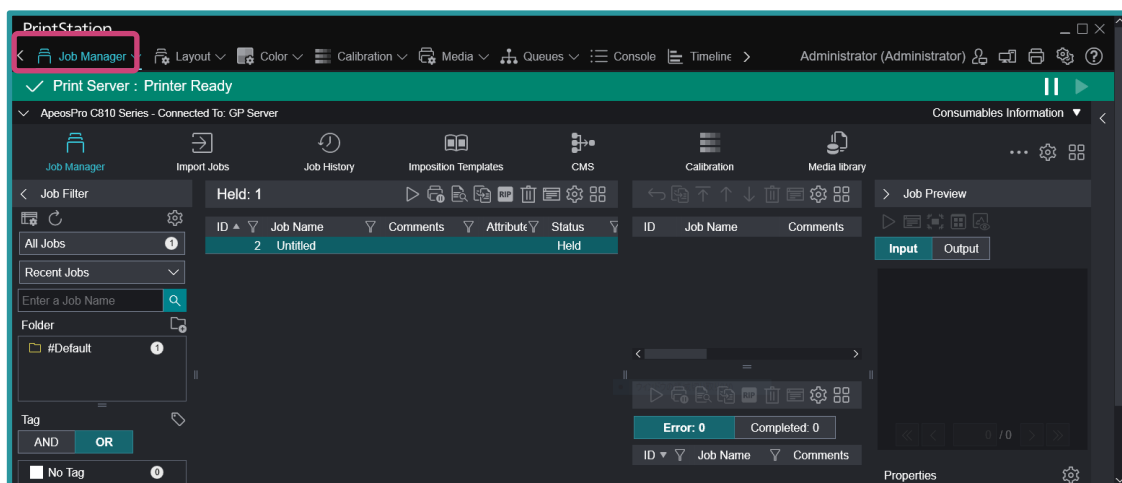 PrintStation
Job Manager Layout Color Calibration Media Queues Console Timeline Administrator (Administrator)
Print Server : Printer Ready
ApeosPro C810 Series - Connected To: GP Server Consumables Information
Job Manager Import Jobs Job History Imposition Templates CMS Calibration Media library
Job Filter Held: 1 RIP Job Preview
ID Job Name Comments Attribute Status ID Job Name Comments
All Jobs 1 2 Untitled Held Input Output
Recent Jobs
Enter a Job Name
Folder
#Default 1
RIP
Tag Error: 0 Completed: 0
AND OR 0 / 0
ID Job Name Comments
No Tag 0 Properties